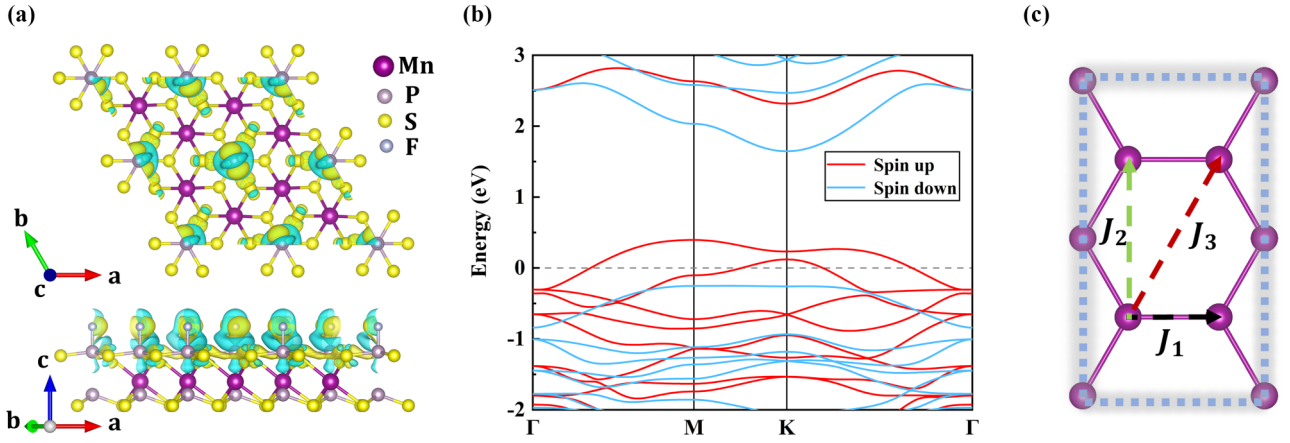 (a)
Mn
P
S
F
b
c
a
c
b
a
(b)
Energy (eV)
3
2
1
0
-1
-2
Spin up
Spin down
Γ
M
K
Γ
(c)
J2
J3
J1